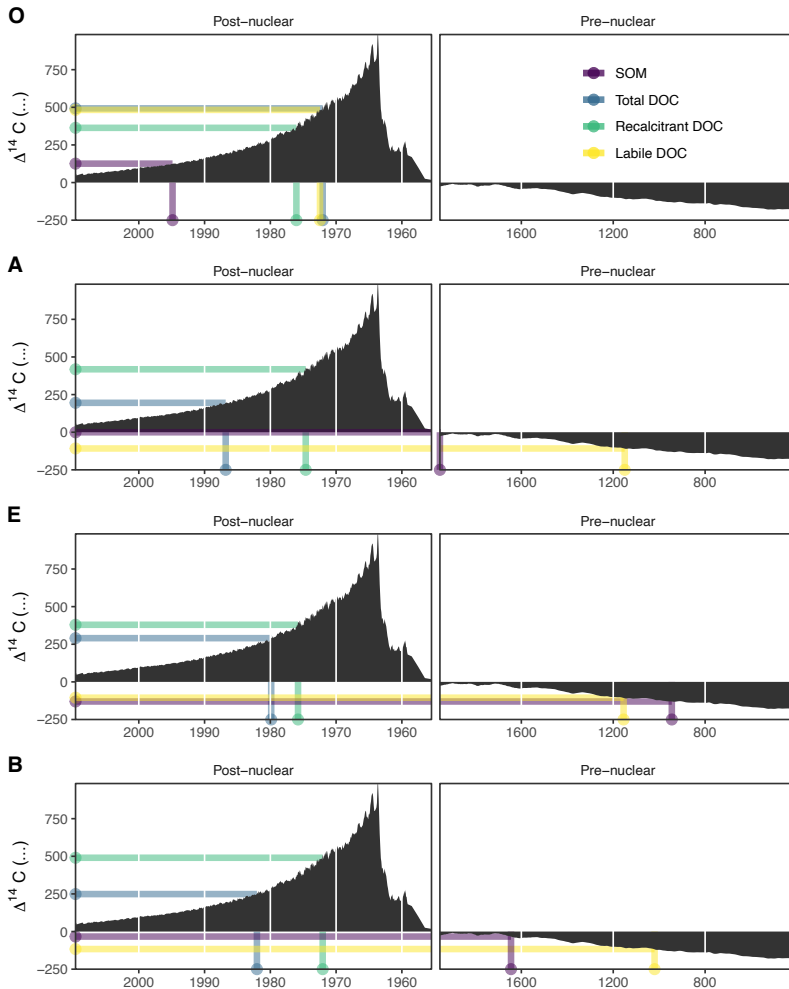 O
Post−nuclear Pre−nuclear
Δ¹⁴ C (...)
750
500
250
0
−250
SOM
Total DOC
Recalcitrant DOC
Labile DOC
2000 1990 1980 1970 1960 1600 1200 800
A
Post−nuclear Pre−nuclear
Δ¹⁴ C (...)
750
500
250
0
−250
2000 1990 1980 1970 1960 1600 1200 800
E
Post−nuclear Pre−nuclear
Δ¹⁴ C (...)
750
500
250
0
−250
2000 1990 1980 1970 1960 1600 1200 800
B
Post−nuclear Pre−nuclear
Δ¹⁴ C (...)
750
500
250
0
−250
2000 1990 1980 1970 1960 1600 1200 800